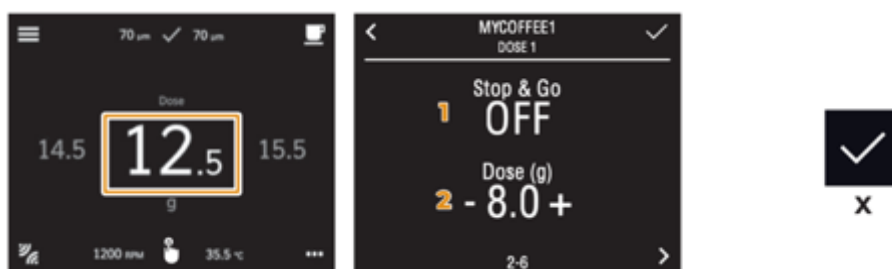 70 µm 70 µm
Dose
14.5 12.5 15.5
g
1200 RPM 35.5 °C
MYCOFFEE1
DOSE 1
Stop & Go
1 OFF
Dose (g)
2 - 8.0 +
2-6
x